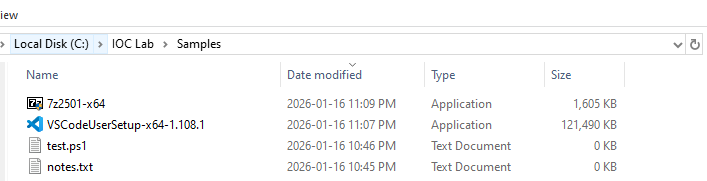 iew
Local Disk (C:) IOC Lab Samples
Name Date modified Type Size
7z2501-x64 2026-01-16 11:09 PM Application 1,605 KB
VSCodeUserSetup-x64-1.108.1 2026-01-16 11:07 PM Application 121,490 KB
test.ps1 2026-01-16 10:46 PM Text Document 0 KB
notes.txt 2026-01-16 10:45 PM Text Document 0 KB